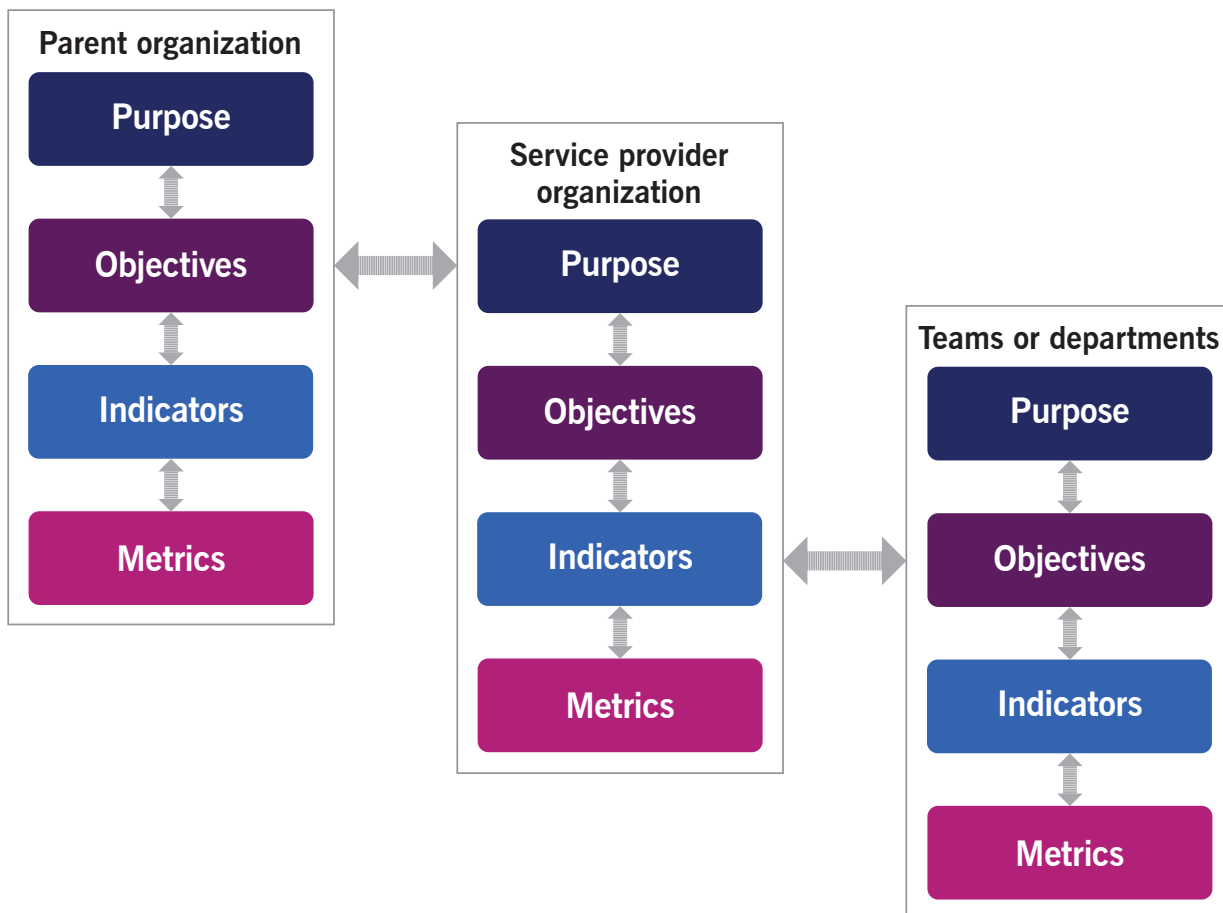 Parent organization
Purpose
Objectives
Indicators
Metrics
Service provider
organization
Purpose
Objectives
Indicators
Metrics
Teams or departments
Purpose
Objectives
Indicators
Metrics